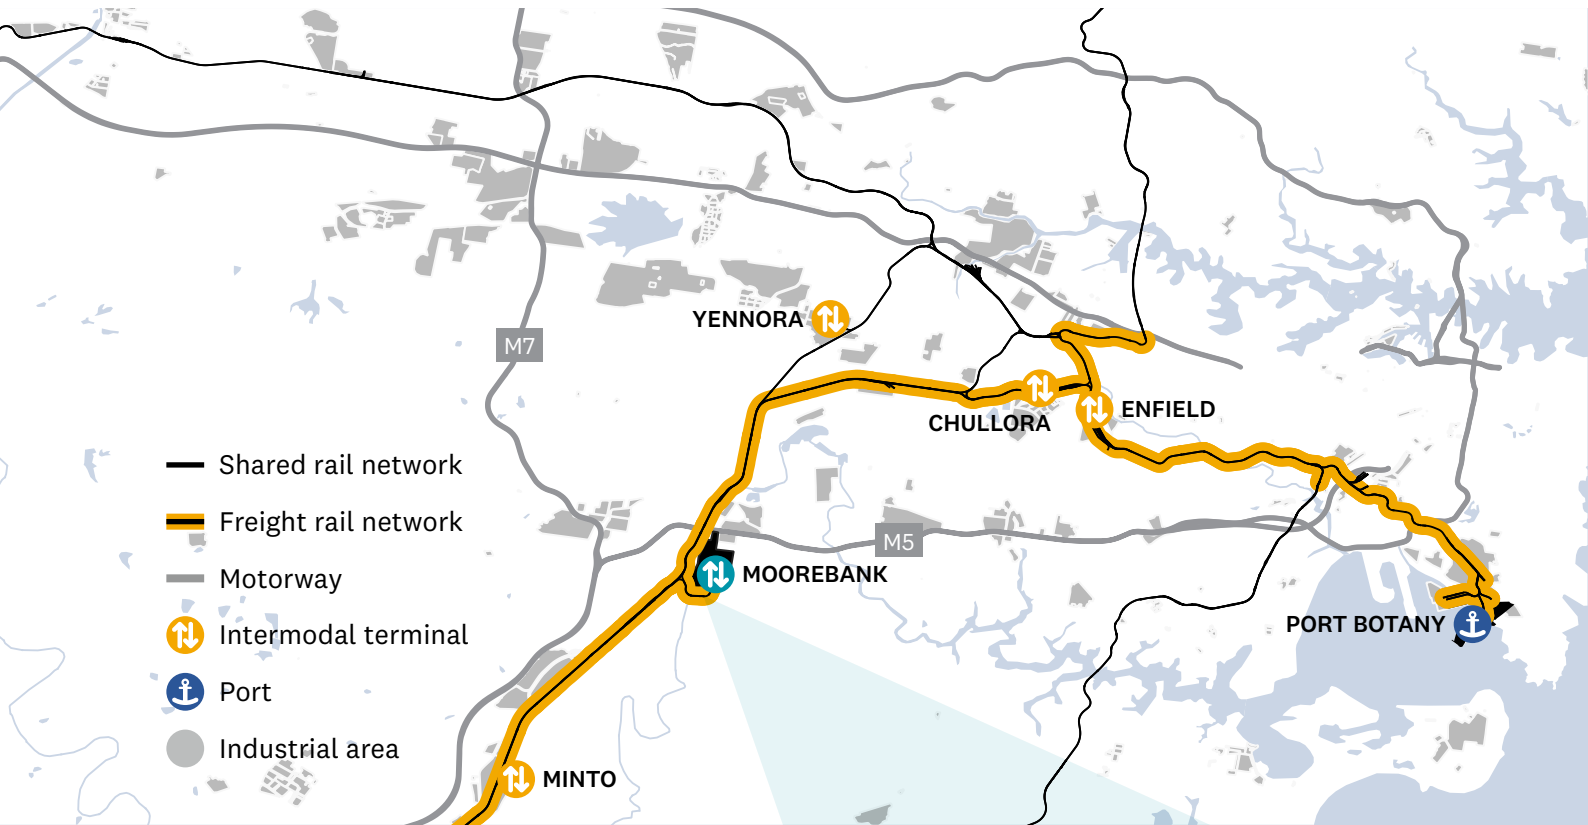 YENNORA
M7
CHULLORA
ENFIELD
Shared rail network
Freight rail network
M5
Motorway
MOOREBANK
PORT BOTANY
Intermodal terminal
Port
Industrial area
MINTO